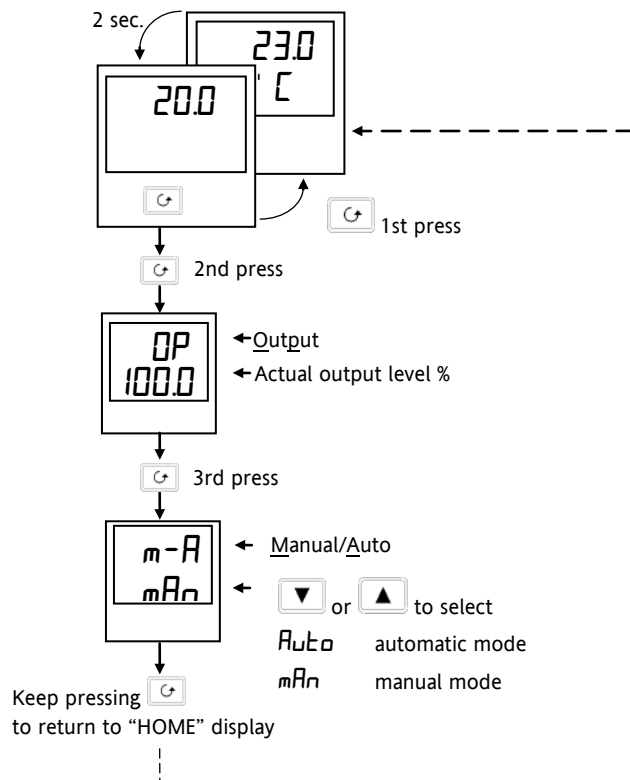 2 sec.
23.0
° C
20.0
1st press
2nd press
OP
100.0
Output
Actual output level %
3rd press
m-A
mAn
Manual/Auto
or to select
Auto automatic mode
mAn manual mode
Keep pressing
to return to “HOME” display